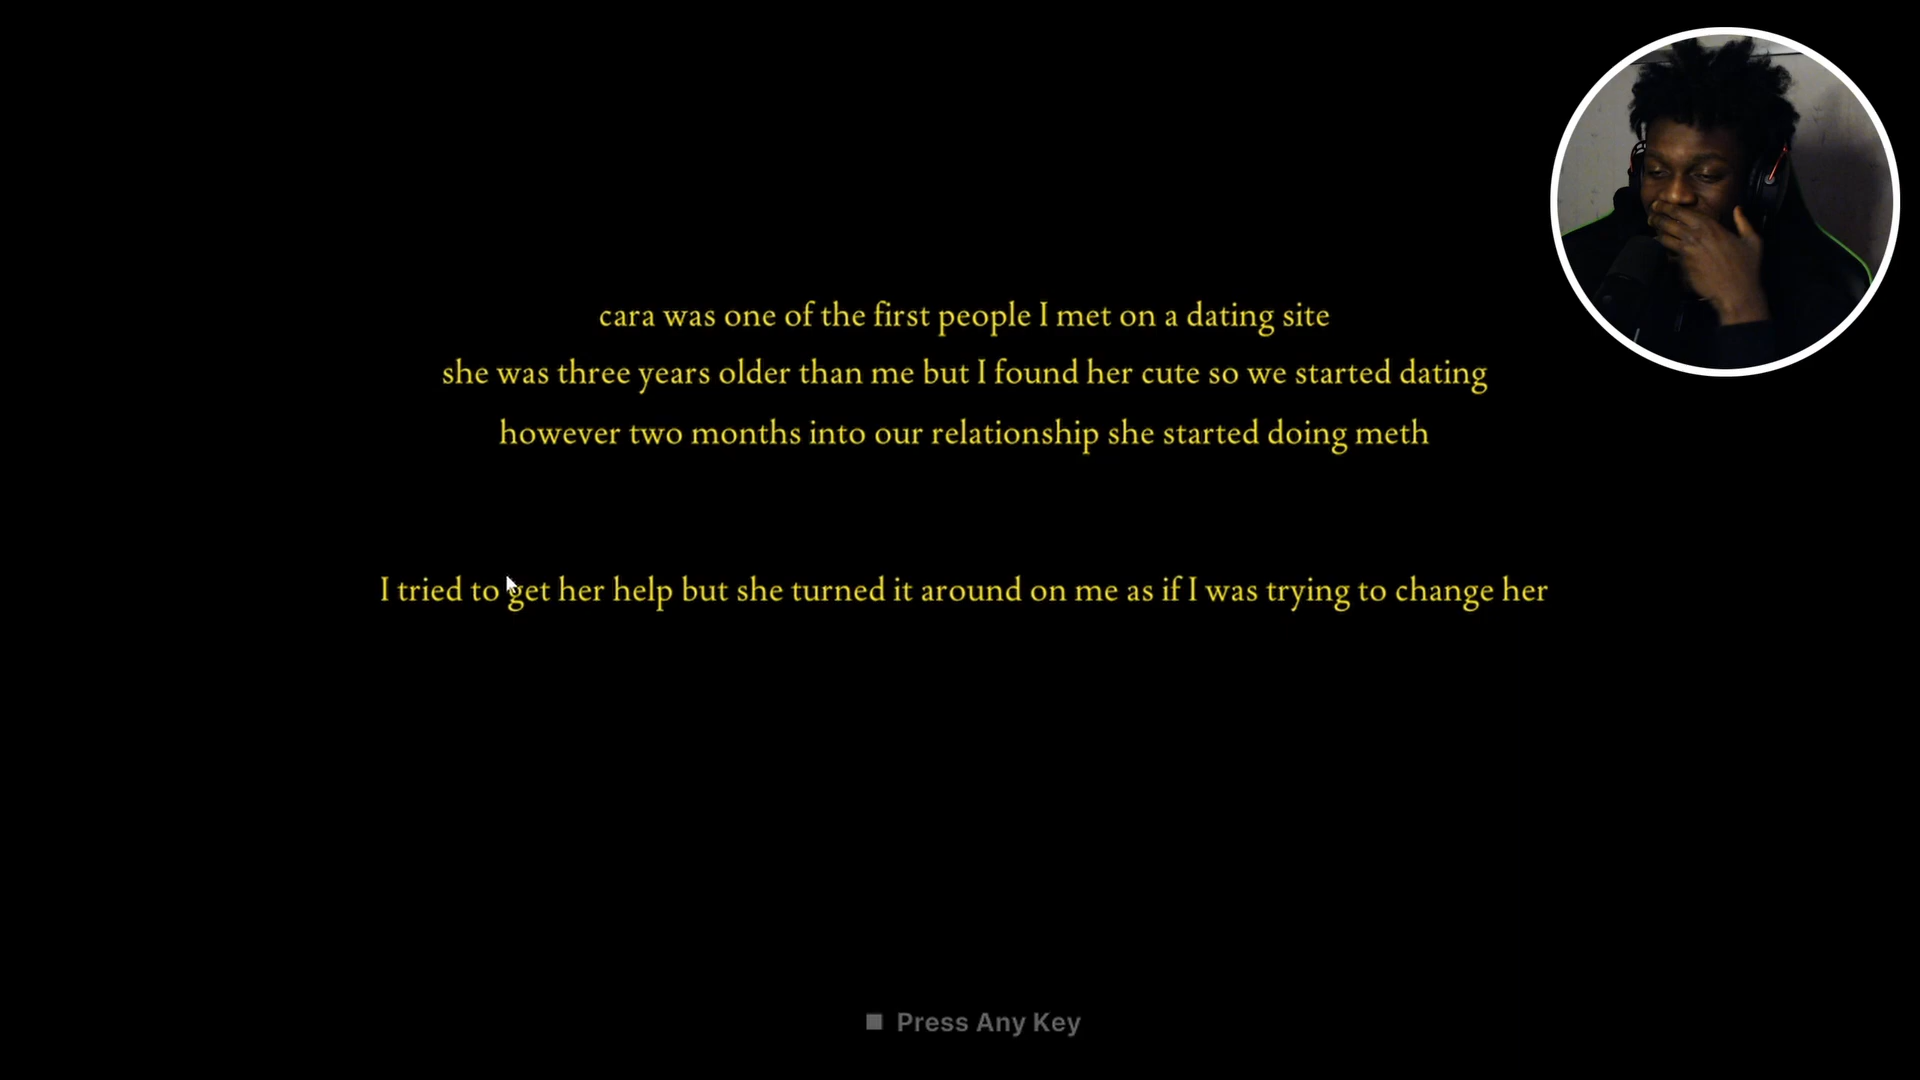 cara was one of the first people I met on a dating site
she was three years older than me but I found her cute so we started dating
however two months into our relationship she started doing meth
I tried to get her help but she turned it around on me as if I was trying to change her
Press Any Key